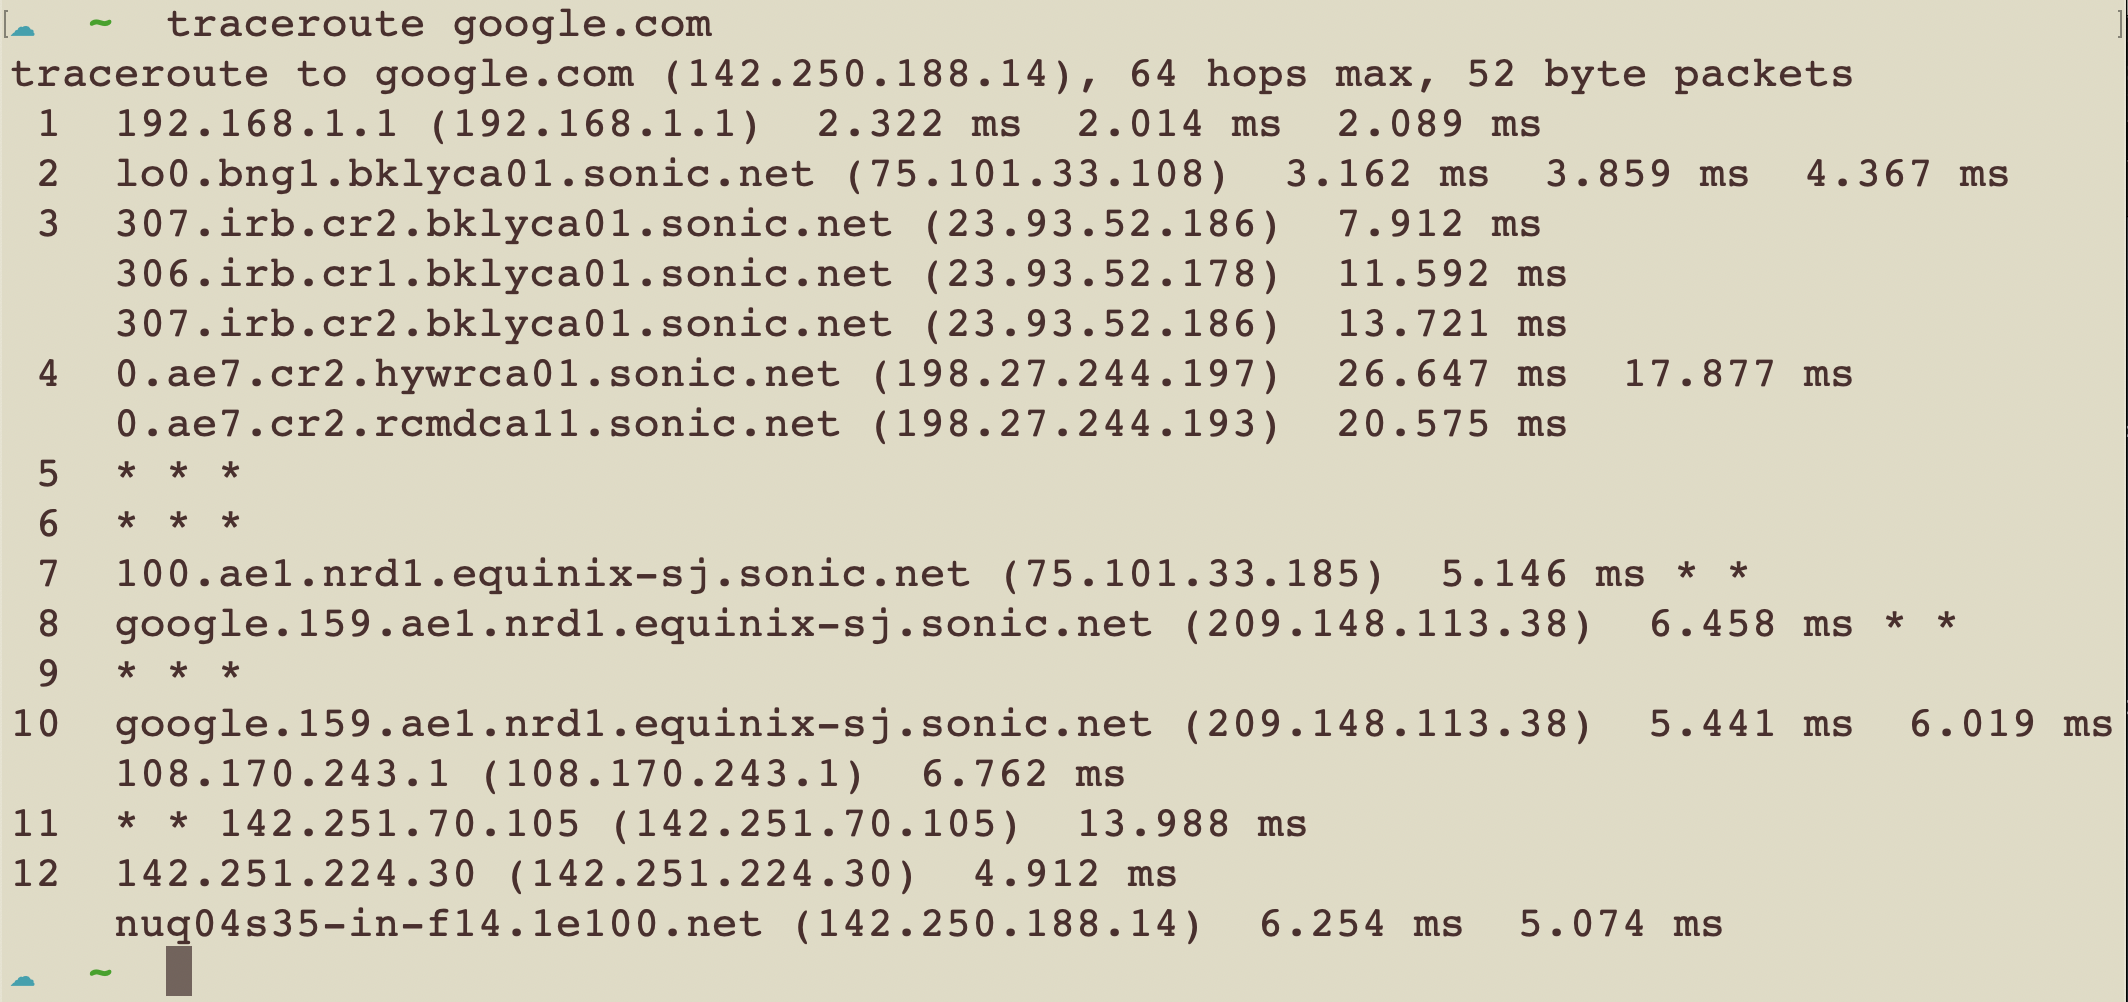 [☁  ~  traceroute google.com ]
traceroute to google.com (142.250.188.14), 64 hops max, 52 byte packets
 1  192.168.1.1 (192.168.1.1)  2.322 ms  2.014 ms  2.089 ms
 2  lo0.bng1.bklyca01.sonic.net (75.101.33.108)  3.162 ms  3.859 ms  4.367 ms
 3  307.irb.cr2.bklyca01.sonic.net (23.93.52.186)  7.912 ms
    306.irb.cr1.bklyca01.sonic.net (23.93.52.178)  11.592 ms
    307.irb.cr2.bklyca01.sonic.net (23.93.52.186)  13.721 ms
 4  0.ae7.cr2.hywrca01.sonic.net (198.27.244.197)  26.647 ms  17.877 ms
    0.ae7.cr2.rcmdca11.sonic.net (198.27.244.193)  20.575 ms
 5  * * *
 6  * * *
 7  100.ae1.nrd1.equinix-sj.sonic.net (75.101.33.185)  5.146 ms * *
 8  google.159.ae1.nrd1.equinix-sj.sonic.net (209.148.113.38)  6.458 ms * *
 9  * * *
10  google.159.ae1.nrd1.equinix-sj.sonic.net (209.148.113.38)  5.441 ms  6.019 ms
    108.170.243.1 (108.170.243.1)  6.762 ms
11  * * 142.251.70.105 (142.251.70.105)  13.988 ms
12  142.251.224.30 (142.251.224.30)  4.912 ms
    nuq04s35-in-f14.1e100.net (142.250.188.14)  6.254 ms  5.074 ms
☁  ~